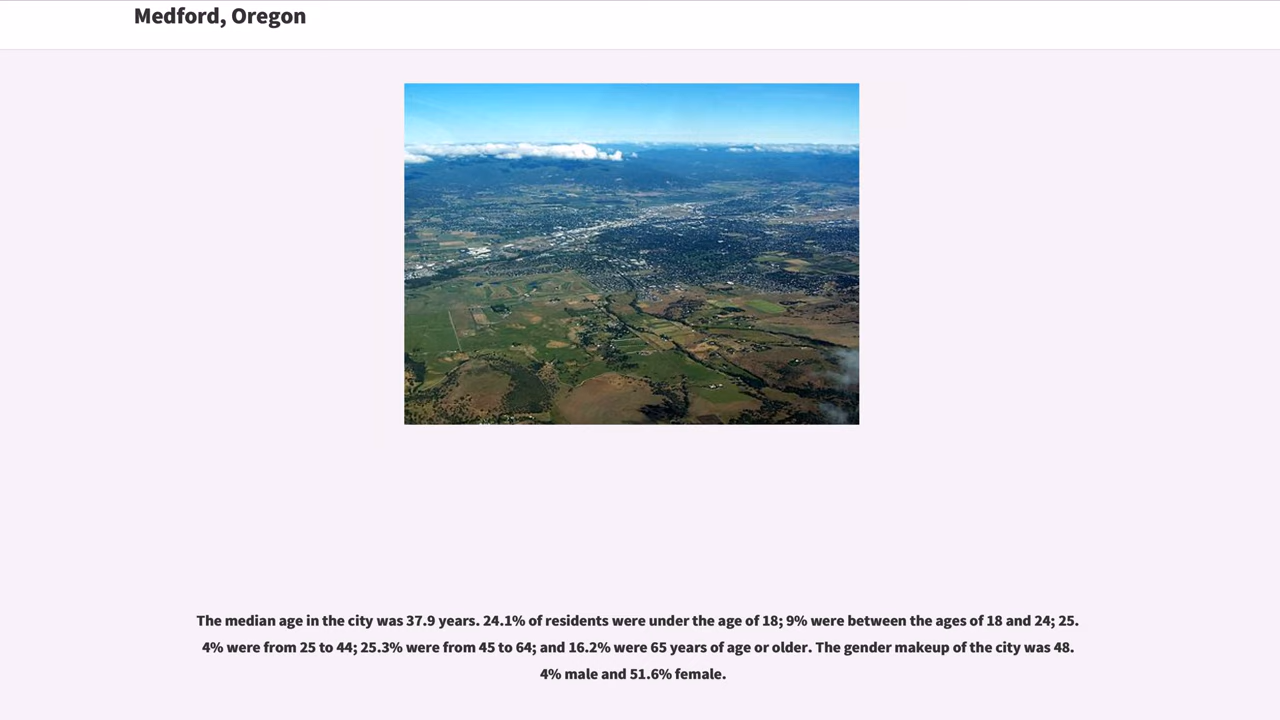 Medford, Oregon
The median age in the city was 37.9 years. 24.1% of residents were under the age of 18; 9% were between the ages of 18 and 24; 25.
4% were from 25 to 44; 25.3% were from 45 to 64; and 16.2% were 65 years of age or older. The gender makeup of the city was 48.
4% male and 51.6% female.